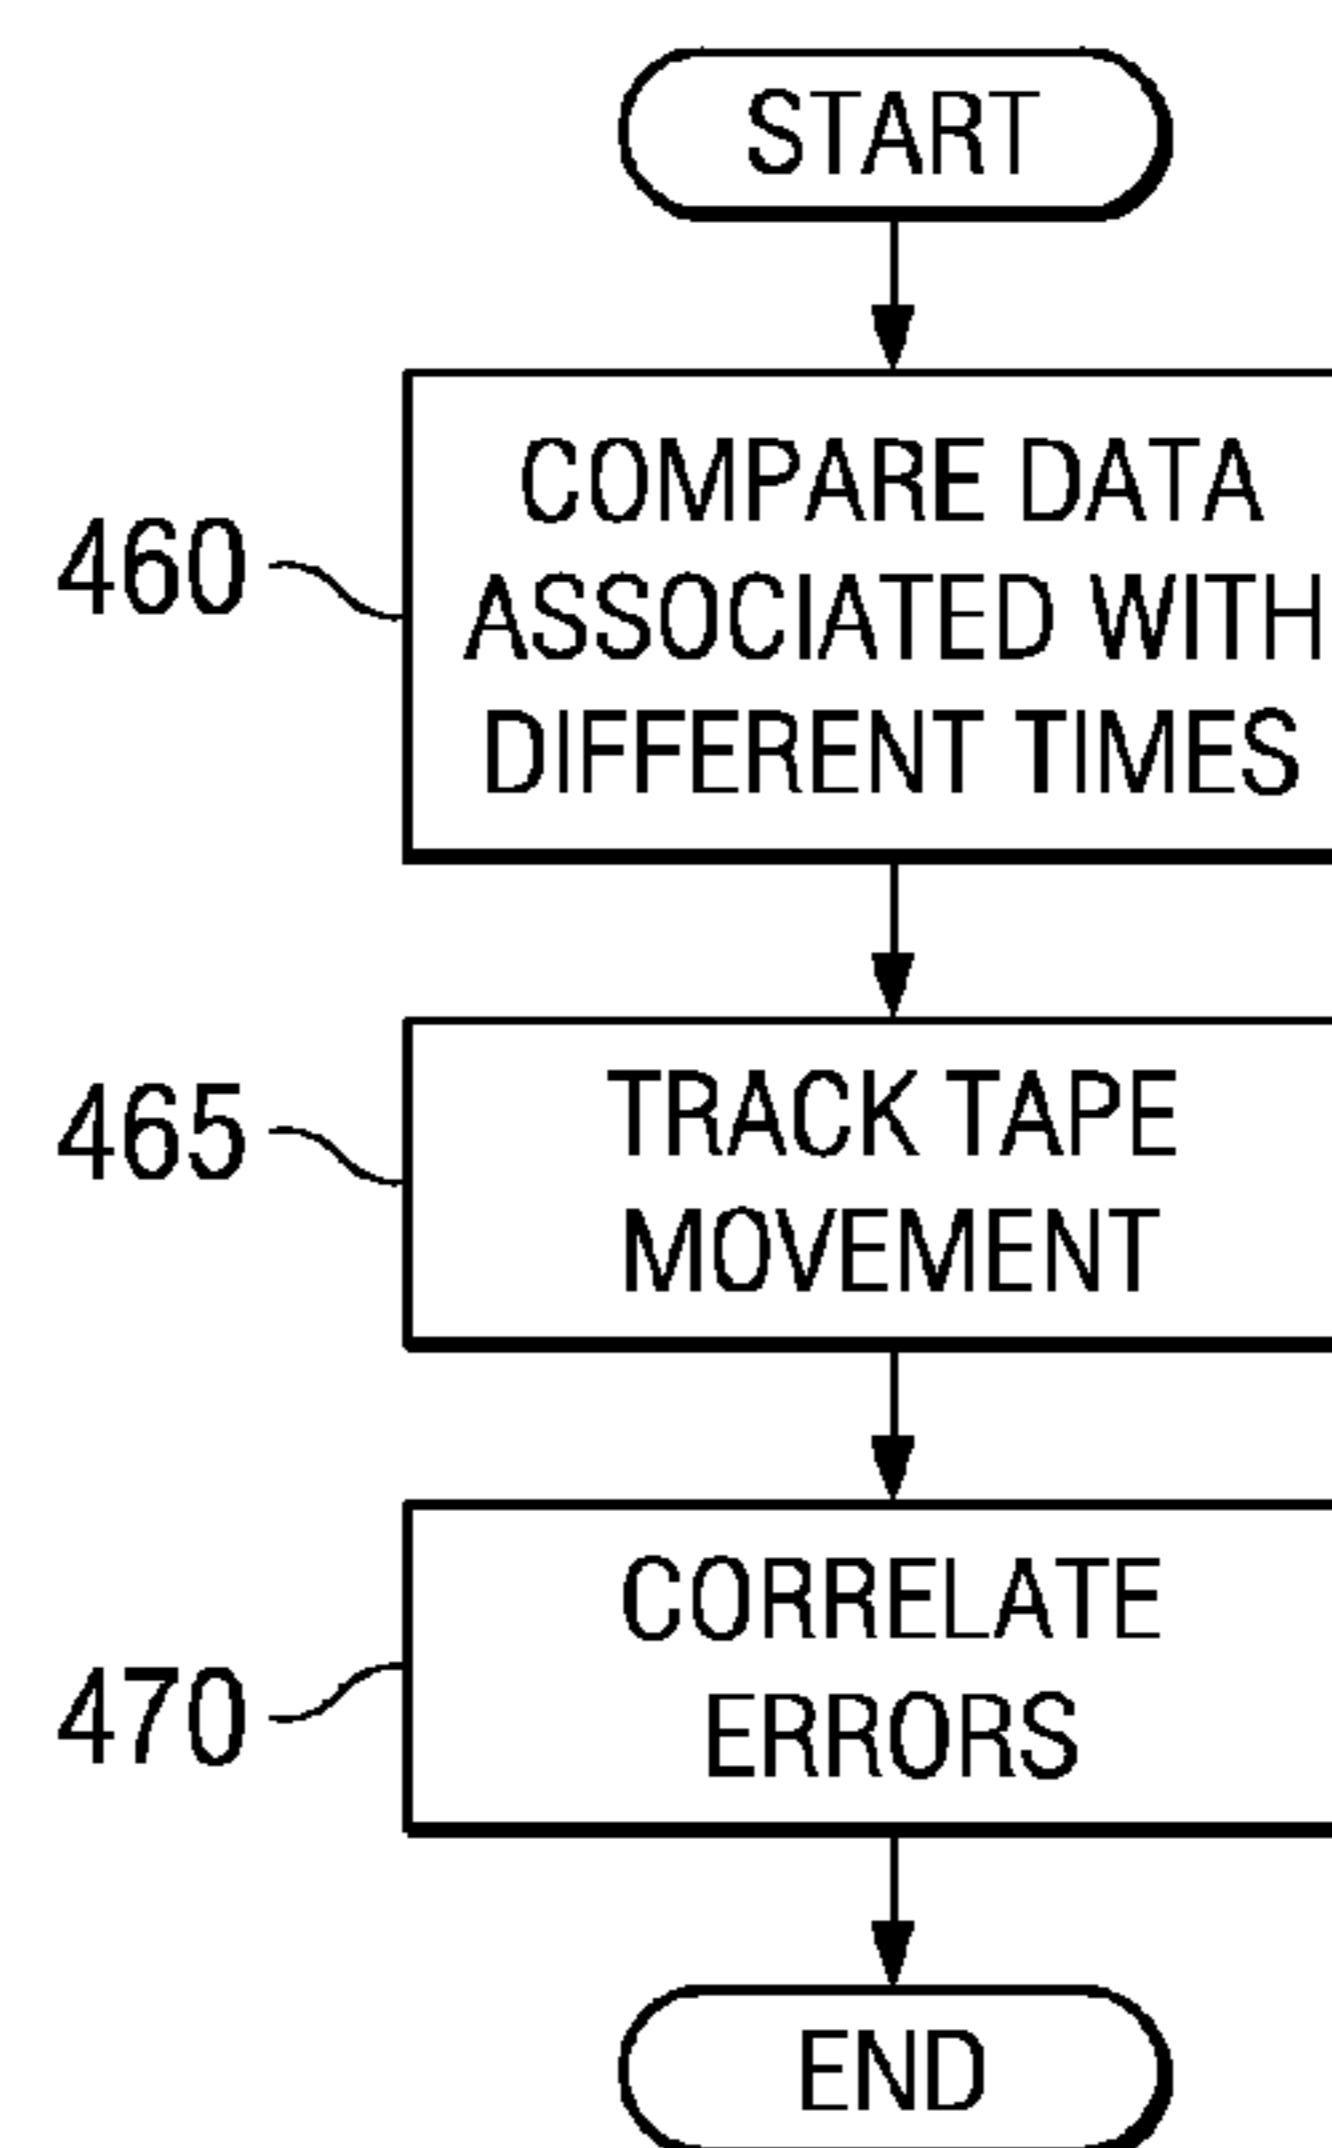 START
COMPARE DATA
460
ASSOCIATED WITH
DIFFERENT TIMES
465
TRACK TAPE
MOVEMENT
CORRELATE
470
ERRORS
END